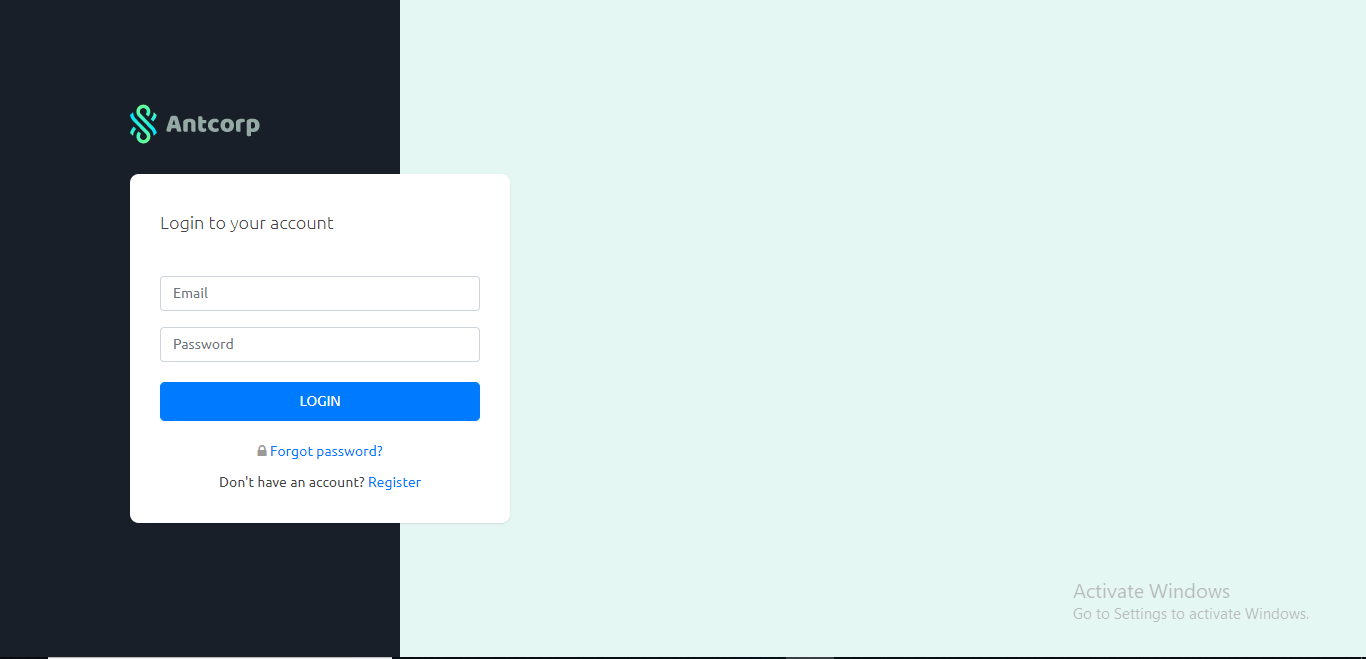 Antcorp
Login to your account
Email
Password
LOGIN
Forgot password?
Don't have an account? Register
Activate Windows
Go to Settings to activate Windows.